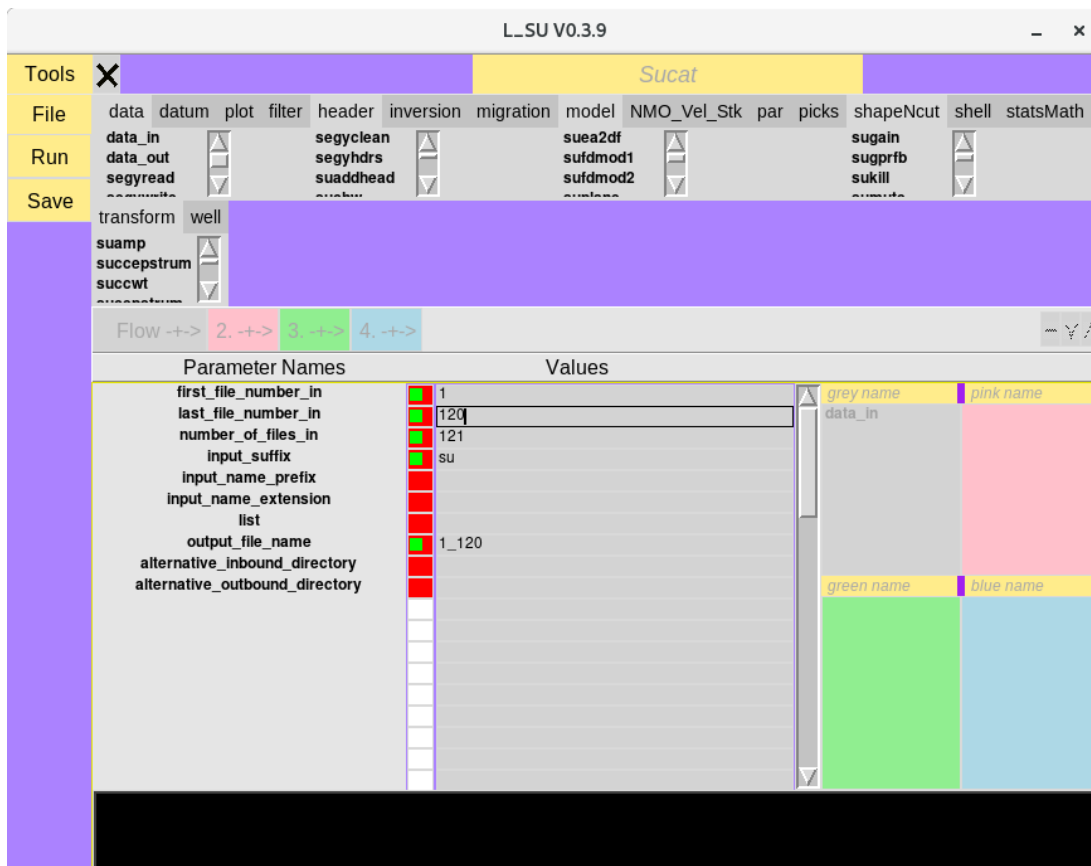 L_SU V0.3.9
Tools
Sucat
File
data datum plot filter header inversion migration model NMO_Vel_Stk par picks shapeNcut shell statsMath
data_in segyclean suea2df sugain
Run
data_out segyhdrs sufdmod1 sugprfb
segyread suaddhead sufdmod2 sukill
Save
transform well
suamp
succepstrum
succwt
Flow -+-> 2. -+-> 3. -+-> 4. -+->
Parameter Names Values
first_file_number_in 1 grey name pink name
last_file_number_in 120 data_in
number_of_files_in 121
input_suffix su
input_name_prefix
input_name_extension
list
output_file_name 1_120
alternative_inbound_directory
alternative_outbound_directory green name blue name